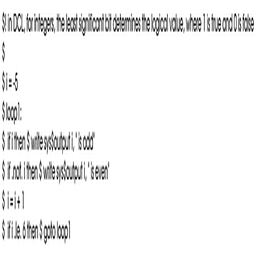 $! in DCL, for integers, the least significant bit determines the logical value, where 1 is true and 0 is false
$
$ i = -5
$ loop1:
$  if i then $ write sys$output i, " is odd"
$  if .not. i then $ write sys$output i, " is even"
$  i = i + 1
$  if i .le. 6 then $ goto loop1